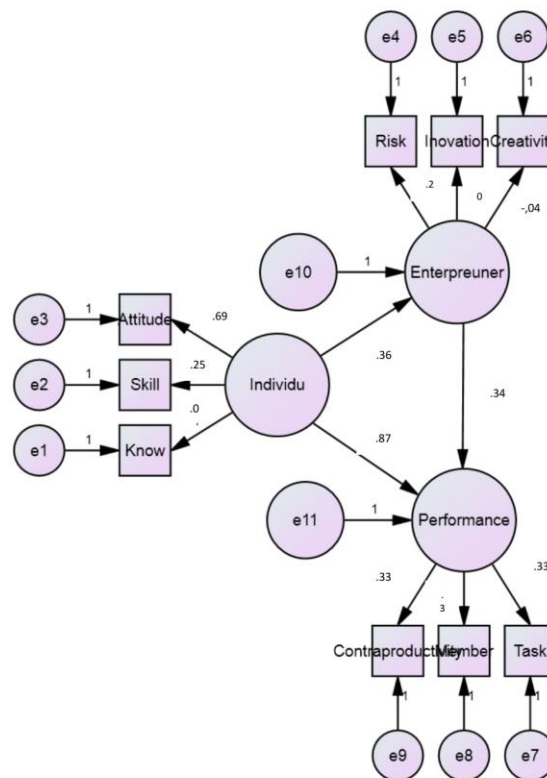 e4 e5 e6
1 1 1
Risk Inovation Creativit
.2 0 -,04
e10 1 Enterpreuner
e3 1 Attitude .69
.36
e2 1 Skill .25 Individu
.34
.0
e1 1 Know
.87
e11 1 Performance
.33 .33
3
Contraproductivity Member Task
1 1 1
e9 e8 e7